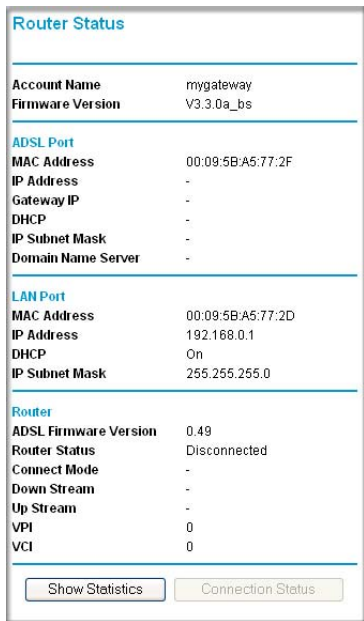 Router Status
Account Name mygateway
Firmware Version V3.3.0a_bs
ADSL Port
MAC Address 00:09:5B:A5:77:2F
IP Address -
Gateway IP -
DHCP -
IP Subnet Mask -
Domain Name Server -
LAN Port
MAC Address 00:09:5B:A5:77:2D
IP Address 192.168.0.1
DHCP On
IP Subnet Mask 255.255.255.0
Router
ADSL Firmware Version 0.49
Router Status Disconnected
Connect Mode -
Down Stream -
Up Stream -
VPI 0
VCI 0
Show Statistics Connection Status